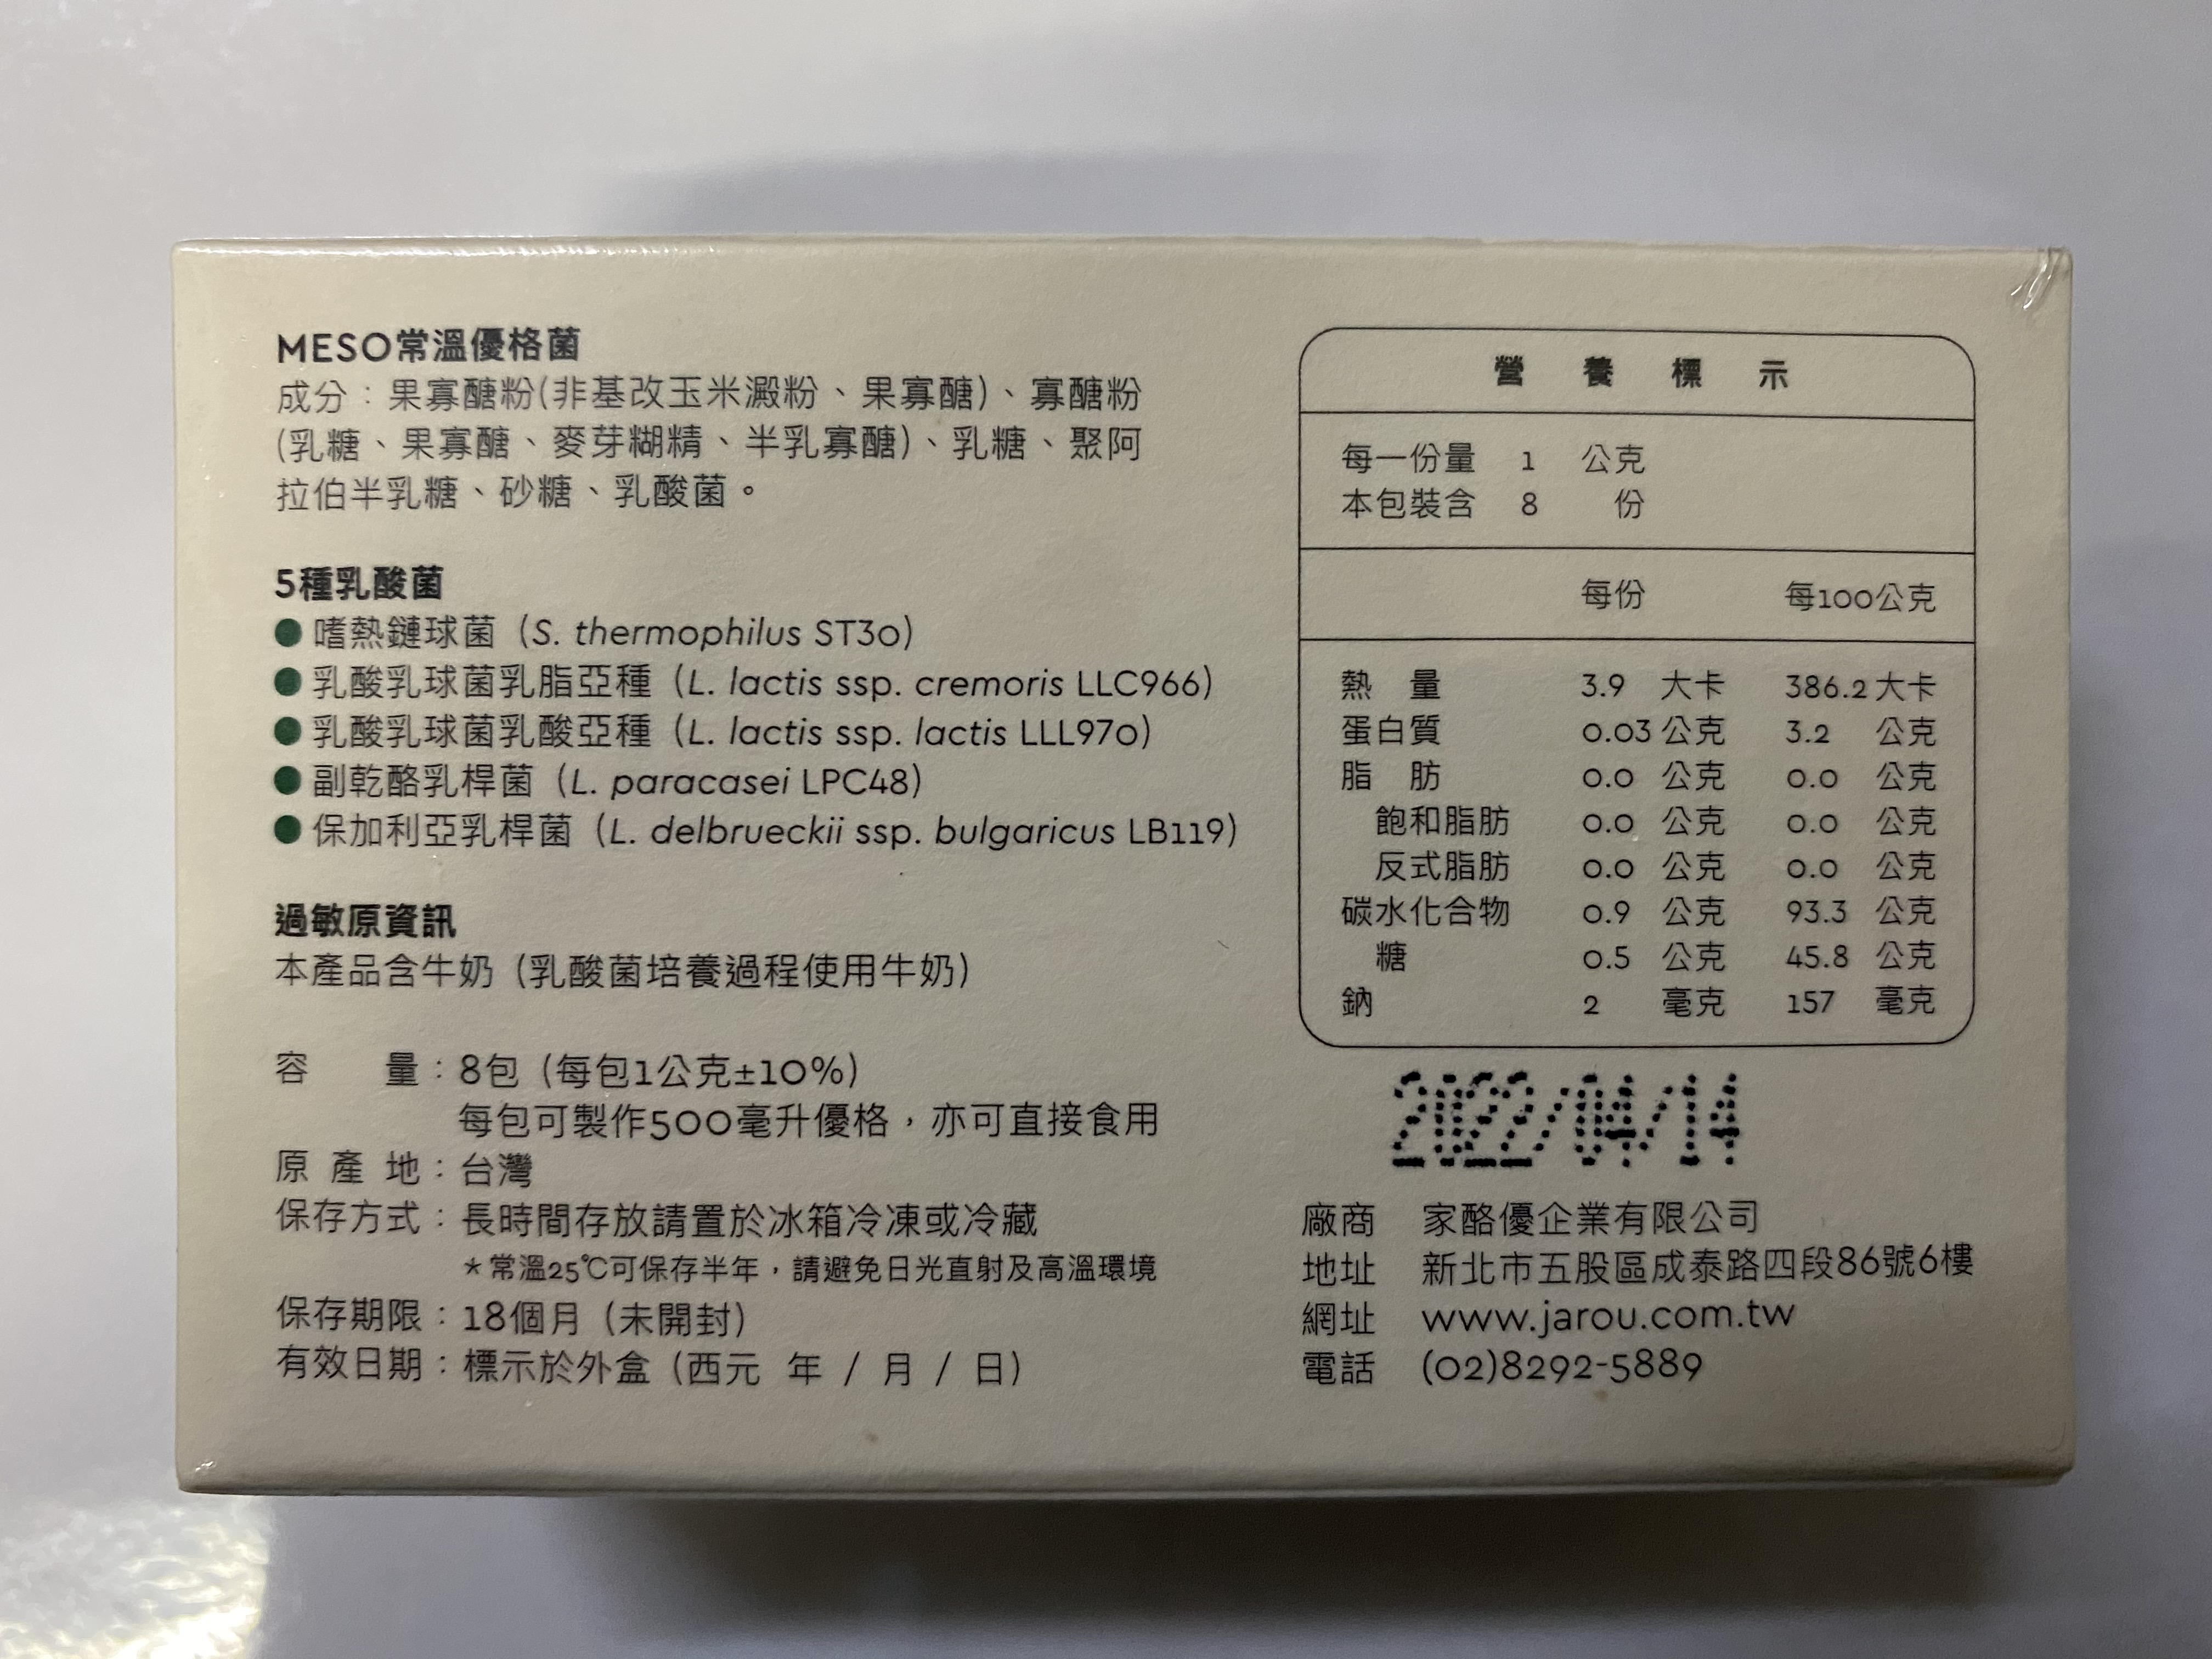 MESO常溫優格菌
成分：果寡醣粉(非基改玉米澱粉、果寡醣)、寡醣粉
(乳糖、果寡醣、麥芽糊精、半乳寡醣)、乳糖、聚阿
拉伯半乳糖、砂糖、乳酸菌。
5種乳酸菌
● 嗜熱鏈球菌（S. thermophilus ST30）
● 乳酸乳球菌乳脂亞種（L. lactis ssp. cremoris LLC966）
● 乳酸乳球菌乳酸亞種（L. lactis ssp. lactis LLL970）
● 副乾酪乳桿菌（L. paracasei LPC48）
● 保加利亞乳桿菌（L. delbrueckii ssp. bulgaricus LB119）
過敏原資訊
本產品含牛奶（乳酸菌培養過程使用牛奶）
容量：8包（每包1公克±10%）
每包可製作500毫升優格，亦可直接食用
原產地：台灣
保存方式：長時間存放請置於冰箱冷凍或冷藏
＊常溫25℃可保存半年，請避免日光直射及高溫環境
保存期限：18個月（未開封）
有效日期：標示於外盒（西元 年 / 月 / 日）
營養標示
每一份量 1 公克
本包裝含 8 份
每份 每100公克
熱量 3.9 大卡 386.2 大卡
蛋白質 0.03 公克 3.2 公克
脂肪 0.0 公克 0.0 公克
飽和脂肪 0.0 公克 0.0 公克
反式脂肪 0.0 公克 0.0 公克
碳水化合物 0.9 公克 93.3 公克
糖 0.5 公克 45.8 公克
鈉 2 毫克 157 毫克
2022/04/14
廠商 家酪優企業有限公司
地址 新北市五股區成泰路四段86號6樓
網址 www.jarou.com.tw
電話 (02)8292-5889